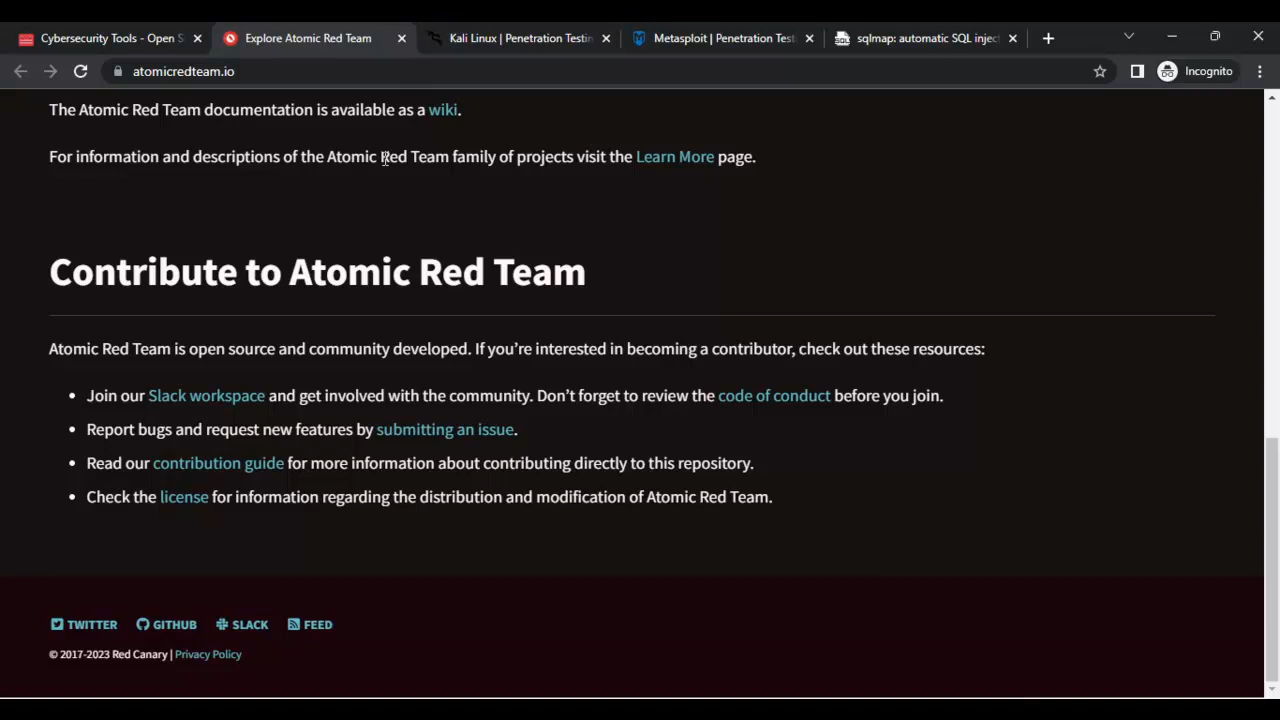 Cybersecurity Tools - Open S
Explore Atomic Red Team
Kali Linux | Penetration Testin
Metasploit | Penetration Test
sqlmap: automatic SQL inject
atomicredteam.io
Incognito
The Atomic Red Team documentation is available as a wiki.
For information and descriptions of the Atomic Red Team family of projects visit the Learn More page.
Contribute to Atomic Red Team
Atomic Red Team is open source and community developed. If you’re interested in becoming a contributor, check out these resources:
• Join our Slack workspace and get involved with the community. Don’t forget to review the code of conduct before you join.
• Report bugs and request new features by submitting an issue.
• Read our contribution guide for more information about contributing directly to this repository.
• Check the license for information regarding the distribution and modification of Atomic Red Team.
TWITTER GITHUB SLACK FEED
© 2017-2023 Red Canary | Privacy Policy